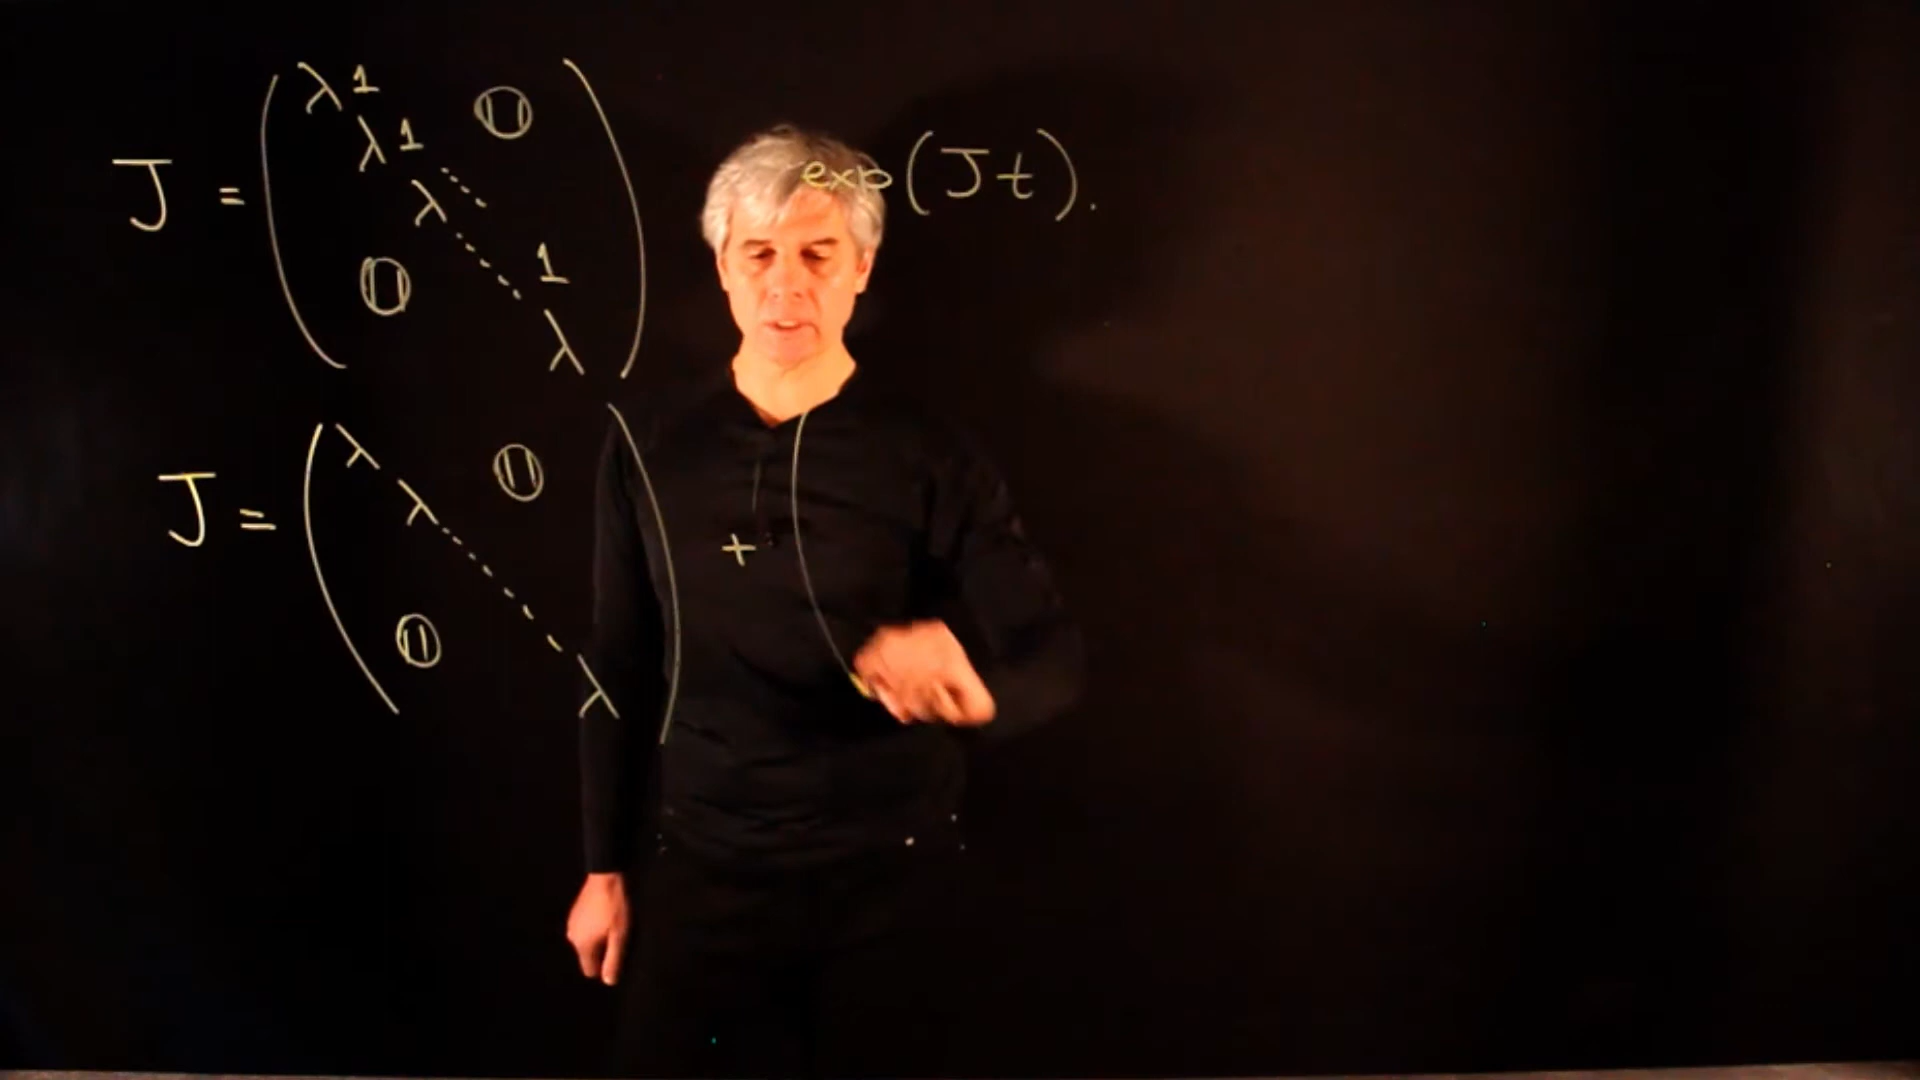 J = ( λ 1 𝟘
λ 1
λ
𝟘 1
λ ) exp(Jt).
J = ( λ 𝟘
λ
𝟘
λ ) + (